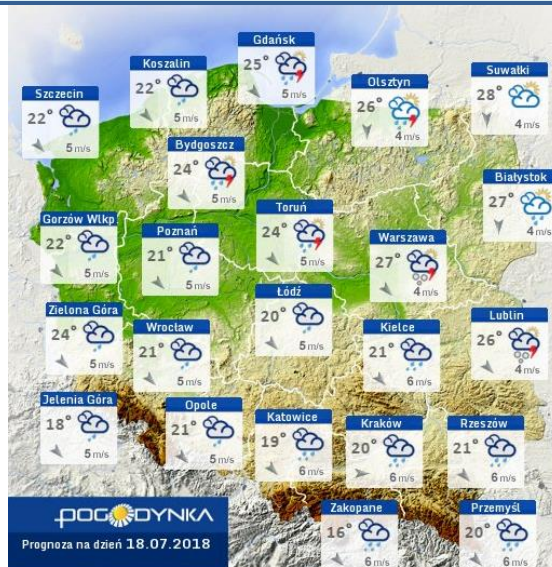 Gdańsk
25°
5 m/s
Koszalin
22°
5 m/s
Szczecin
22°
5 m/s
Olsztyn
26°
4 m/s
Suwałki
28°
4 m/s
Bydgoszcz
24°
5 m/s
Białystok
27°
4 m/s
Gorzów Wlkp
22°
5 m/s
Poznań
21°
5 m/s
Toruń
24°
5 m/s
Warszawa
27°
4 m/s
Zielona Góra
24°
5 m/s
Wrocław
21°
5 m/s
Łódź
20°
5 m/s
Kielce
21°
6 m/s
Lublin
26°
4 m/s
Jelenia Góra
18°
5 m/s
Opole
21°
5 m/s
Katowice
19°
6 m/s
Kraków
20°
6 m/s
Rzeszów
21°
6 m/s
Zakopane
16°
6 m/s
Przemyśl
20°
6 m/s
POGODYNKA
Prognoza na dzień 18.07.2018